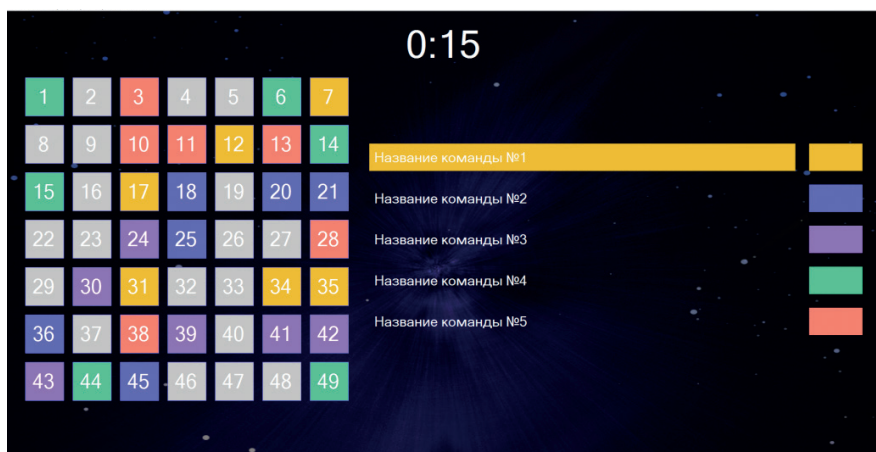 0:15
1 2 3 4 5 6 7
8 9 10 11 12 13 14
15 16 17 18 19 20 21
22 23 24 25 26 27 28
29 30 31 32 33 34 35
36 37 38 39 40 41 42
43 44 45 46 47 48 49
Название команды №1
Название команды №2
Название команды №3
Название команды №4
Название команды №5